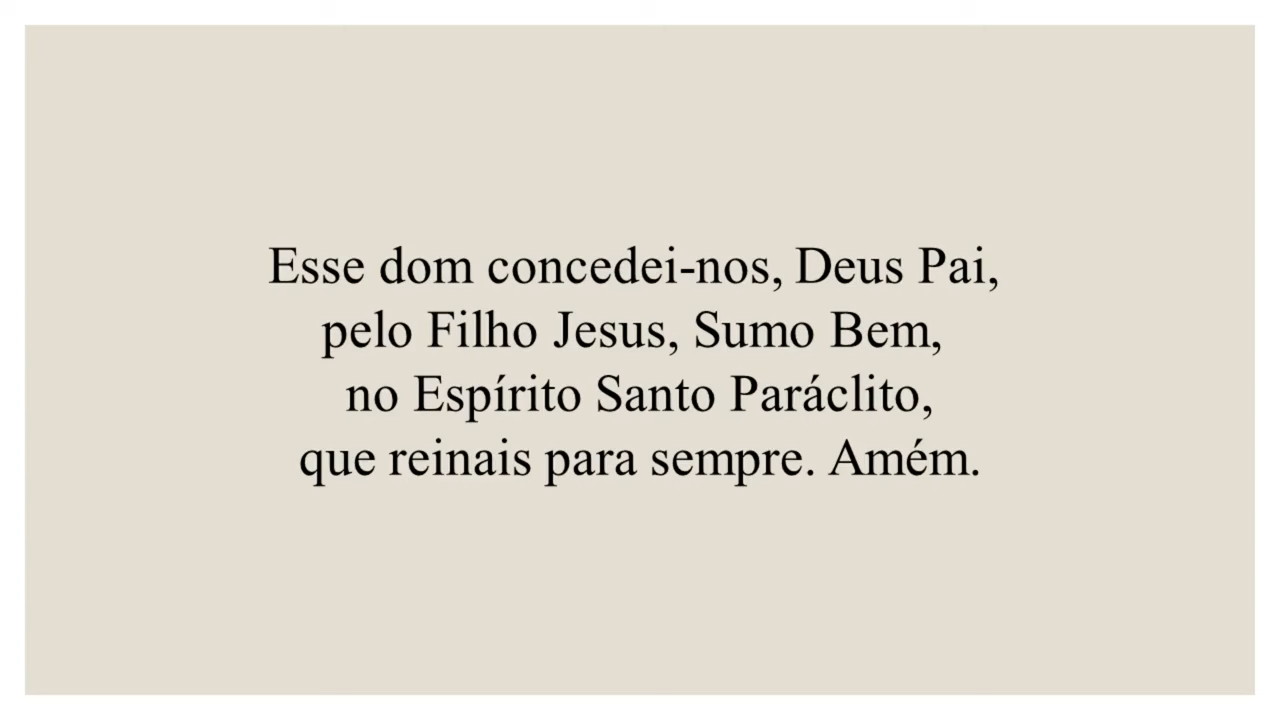 Esse dom concedei-nos, Deus Pai,
pelo Filho Jesus, Sumo Bem,
no Espírito Santo Paráclito,
que reinais para sempre. Amém.